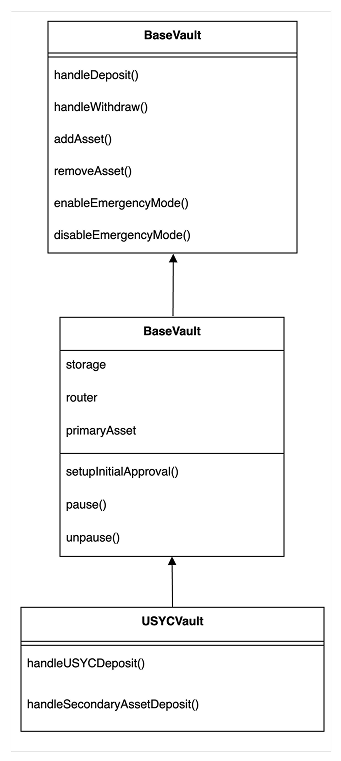 BaseVault
handleDeposit()
handleWithdraw()
addAsset()
removeAsset()
enableEmergencyMode()
disableEmergencyMode()
BaseVault
storage
router
primaryAsset
setupInitialApproval()
pause()
unpause()
USYCVault
handleUSYCDeposit()
handleSecondaryAssetDeposit()